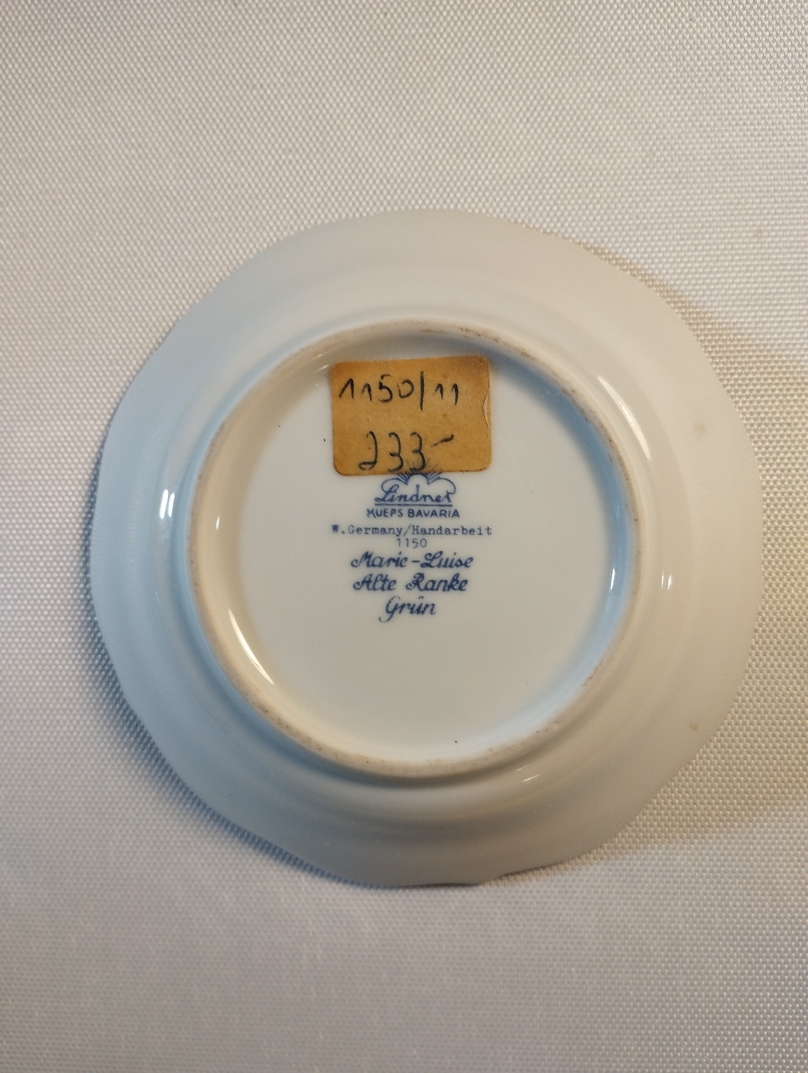 1150/11
233-
Lindner
KUEPS BAVARIA
W.Germany/Handarbeit
1150
Marie-Luise
Alte Ranke
Grün